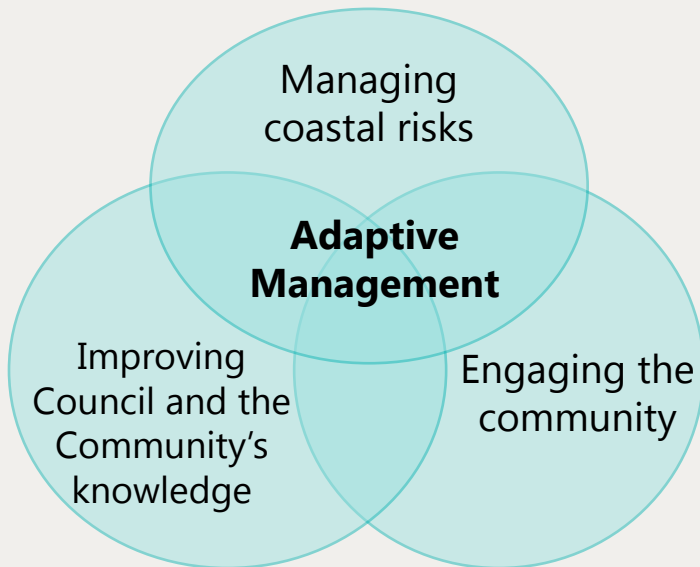 Managing
coastal risks
Adaptive
Management
Improving
Council and the
Community’s
knowledge
Engaging the
community